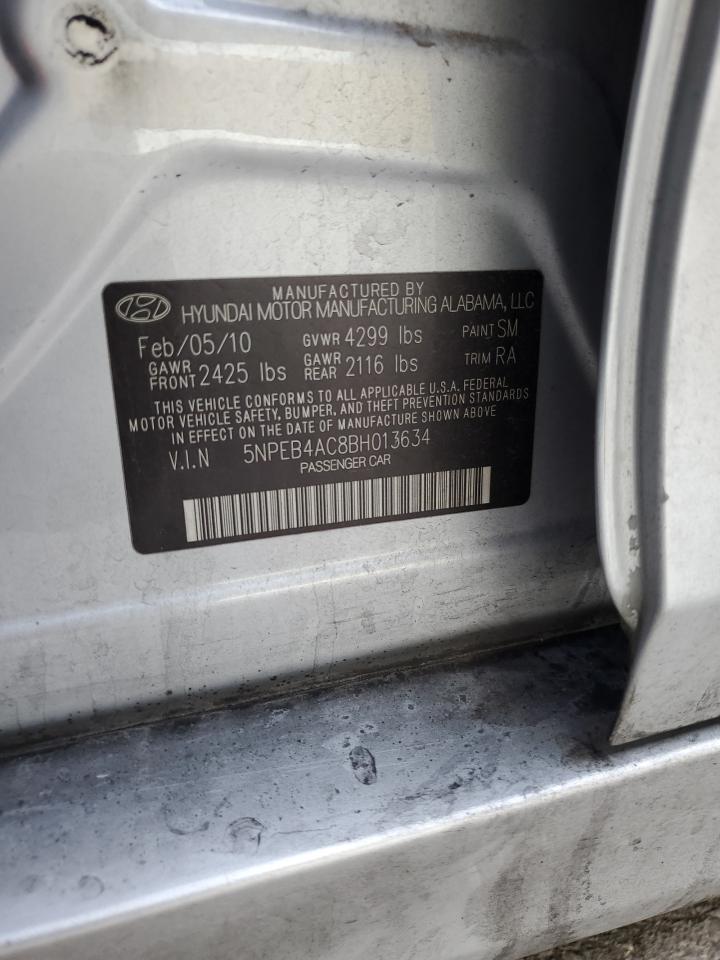 MANUFACTURED BY
HYUNDAI MOTOR MANUFACTURING ALABAMA, LLC
Feb/05/10 GVWR 4299 lbs PAINT SM
GAWR FRONT 2425 lbs GAWR REAR 2116 lbs TRIM RA
THIS VEHICLE CONFORMS TO ALL APPLICABLE U.S.A. FEDERAL
MOTOR VEHICLE SAFETY, BUMPER, AND THEFT PREVENTION STANDARDS
IN EFFECT ON THE DATE OF MANUFACTURE SHOWN ABOVE
V.I.N 5NPEB4AC8BH013634
PASSENGER CAR